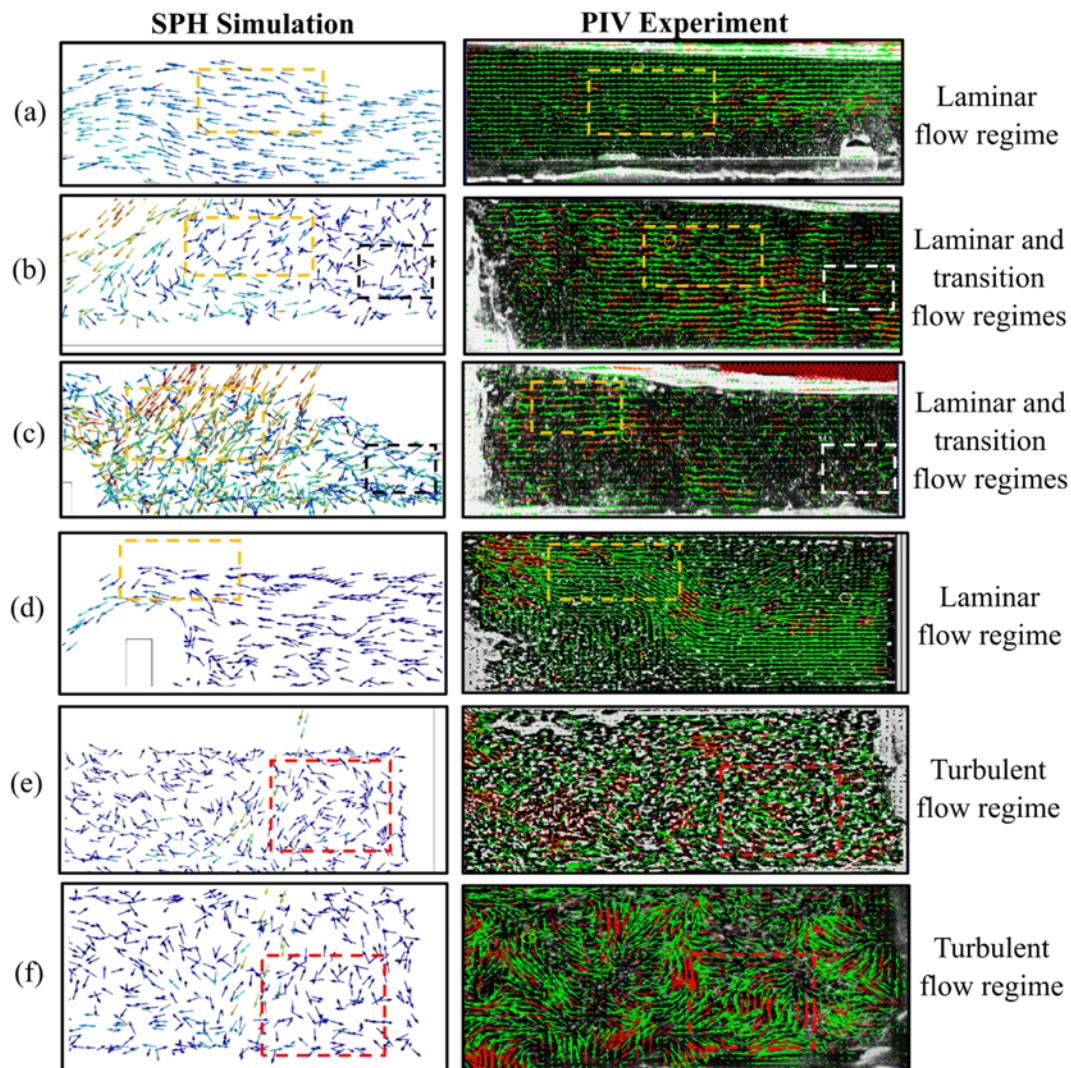 SPH Simulation
PIV Experiment
(a)
Laminar
flow regime
(b)
Laminar and
transition
flow regimes
(c)
Laminar and
transition
flow regimes
(d)
Laminar
flow regime
(e)
Turbulent
flow regime
(f)
Turbulent
flow regime